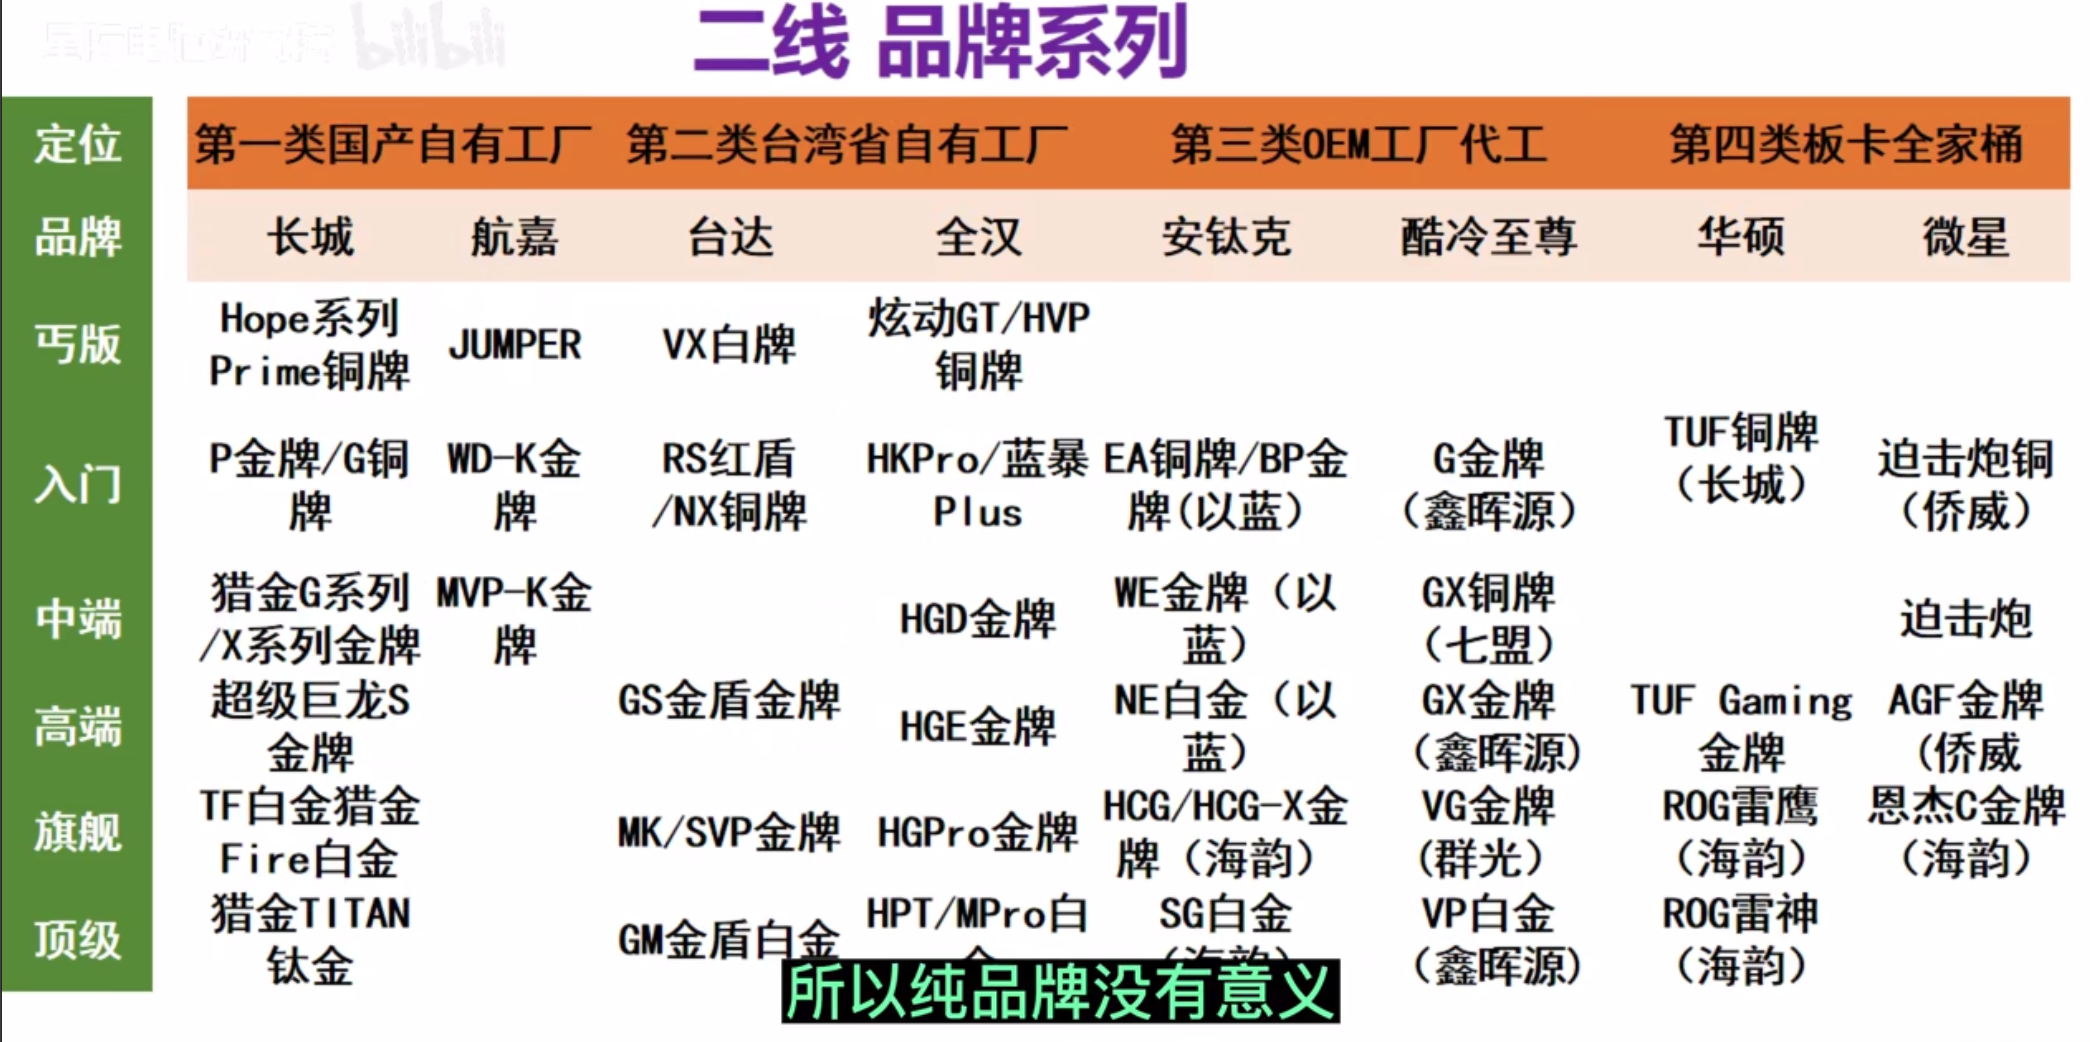 bilibili
二线 品牌系列
定位 第一类国产自有工厂 第二类台湾省自有工厂 第三类OEM工厂代工 第四类板卡全家桶
品牌 长城 航嘉 台达 全汉 安钛克 酷冷至尊 华硕 微星
丐版 Hope系列 Prime铜牌 JUMPER VX白牌 炫动GT/HVP 铜牌
入门 P金牌/G铜牌 WD-K金牌 RS红盾/NX铜牌 HKPro/蓝暴 Plus EA铜牌/BP金牌(以蓝） G金牌（鑫晖源） TUF铜牌（长城） 迫击炮铜（侨威）
中端 猎金G系列/X系列金牌 MVP-K金牌 HGD金牌 WE金牌（以蓝） GX铜牌（七盟） 迫击炮
高端 超级巨龙S金牌 GS金盾金牌 HGE金牌 NE白金（以蓝） GX金牌（鑫晖源) TUF Gaming 金牌 AGF金牌(侨威
旗舰 TF白金猎金 Fire白金 MK/SVP金牌 HGPro金牌 HCG/HCG-X金牌（海韵） VG金牌(群光） ROG雷鹰（海韵） 恩杰C金牌（海韵）
顶级 猎金TITAN 钛金 GM金盾白金 HPT/MPro白 SG白金 VP白金（鑫晖源) ROG雷神（海韵）
所以纯品牌没有意义